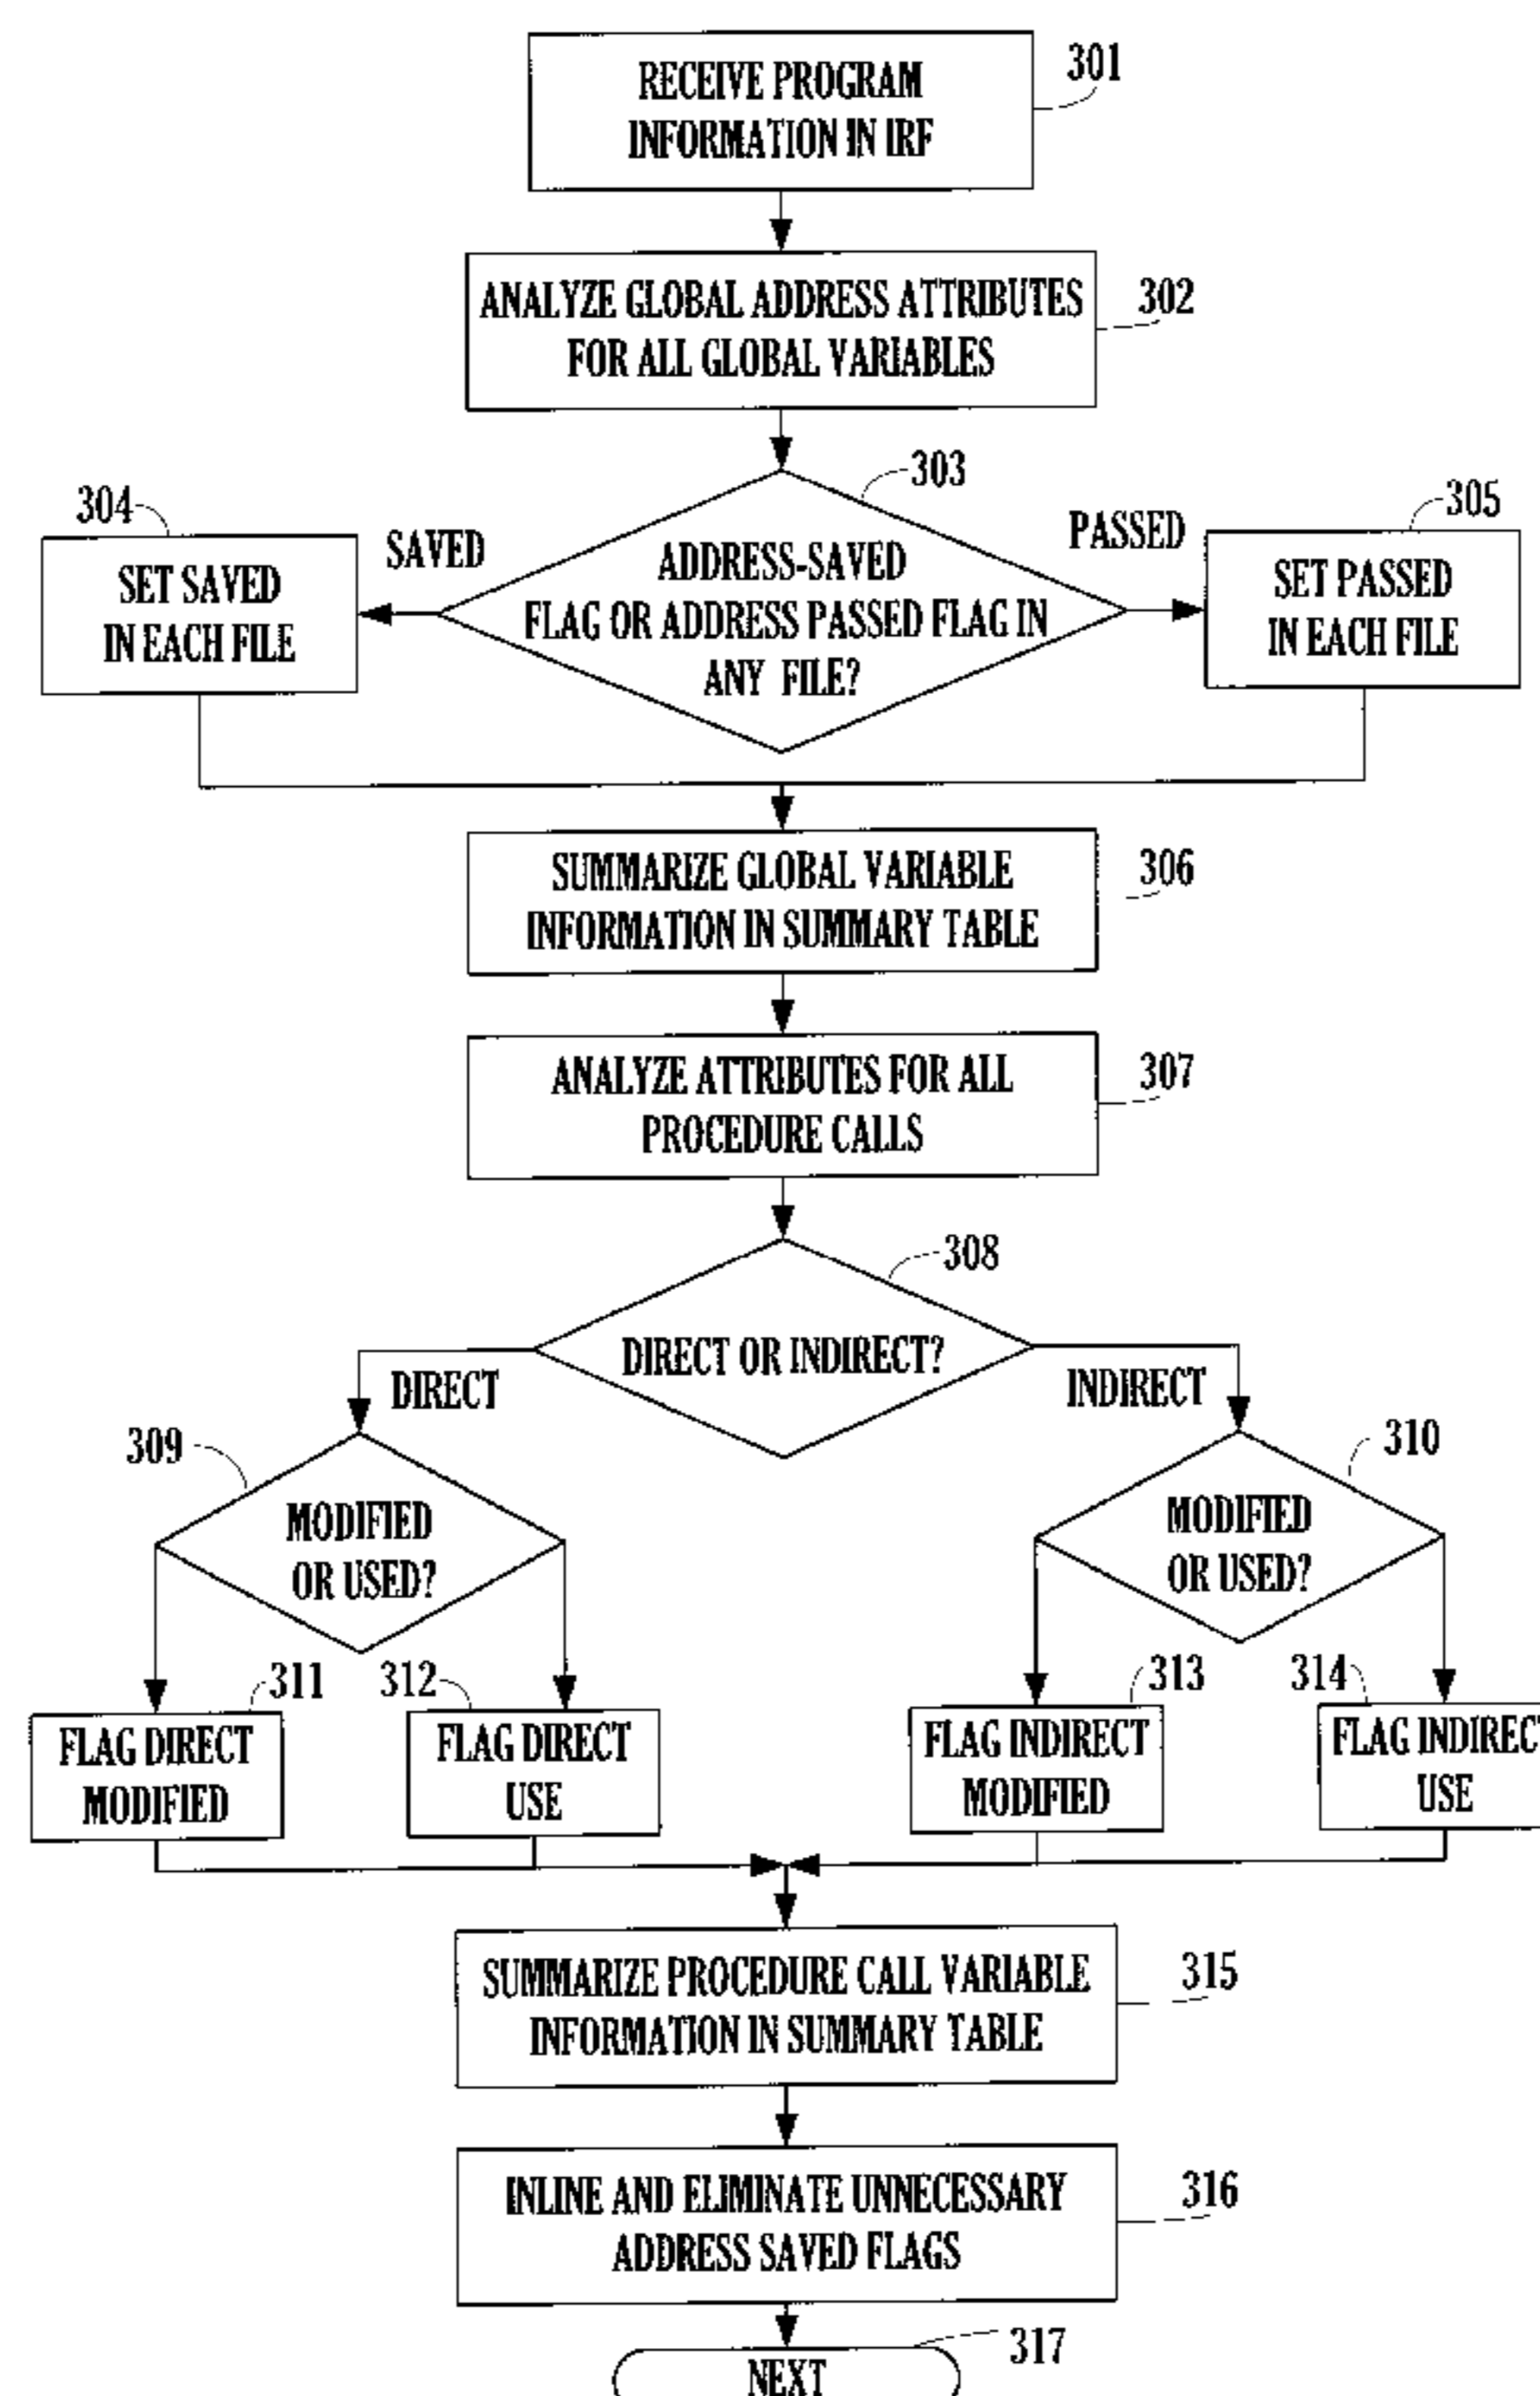 RECEIVE PROGRAM
INFORMATION IN IRF
301
ANALYZE GLOBAL ADDRESS ATTRIBUTES
FOR ALL GLOBAL VARIABLES
302
303
304
SAVED
PASSED
305
SET SAVED
IN EACH FILE
ADDRESS-SAVED
FLAG OR ADDRESS PASSED FLAG IN
ANY FILE?
SET PASSED
IN EACH FILE
SUMMARIZE GLOBAL VARIABLE
INFORMATION IN SUMMARY TABLE
306
ANALYZE ATTRIBUTES FOR ALL
PROCEDURE CALLS
307
308
DIRECT OR INDIRECT?
DIRECT
INDIRECT
309
MODIFIED
OR USED?
310
MODIFIED
OR USED?
311
FLAG DIRECT
MODIFIED
312
FLAG DIRECT
USE
313
FLAG INDIRECT
MODIFIED
314
FLAG INDIRECT
USE
SUMMARIZE PROCEDURE CALL VARIABLE
INFORMATION IN SUMMARY TABLE
315
INLINE AND ELIMINATE UNNECESSARY
ADDRESS SAVED FLAGS
316
317
NEXT